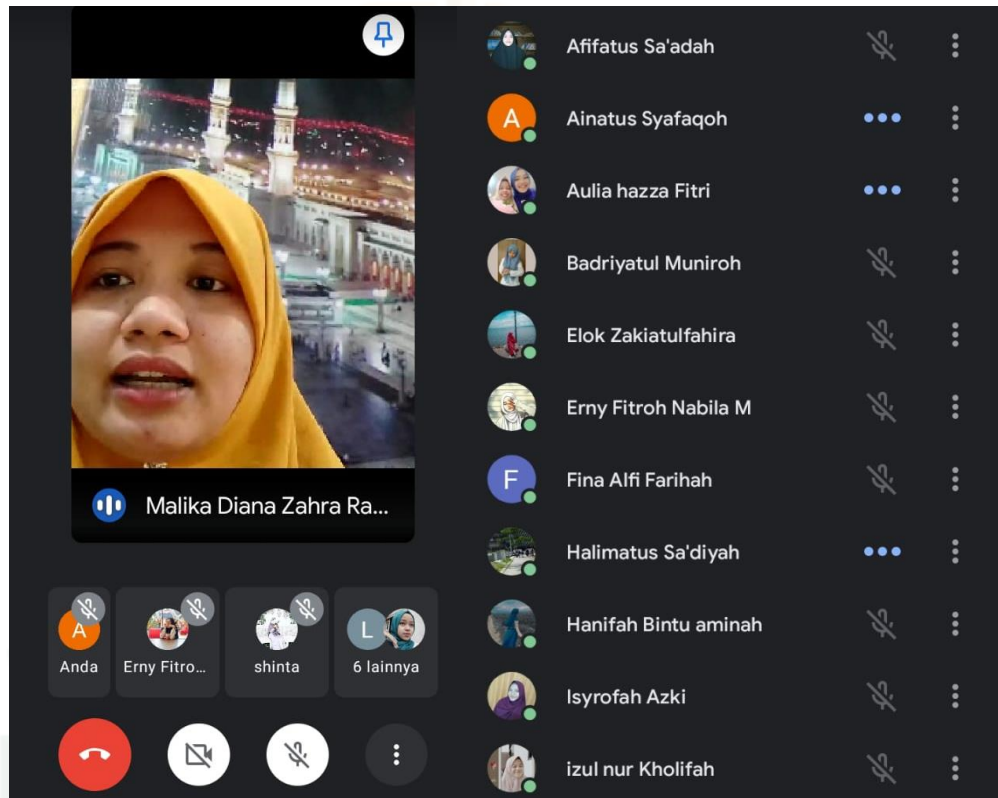 Malika Diana Zahra Ra...
A
L
Anda
Erny Fitro...
shinta
6 lainnya
Afifatus Sa'adah
A
Ainatus Syafaqoh
Aulia hazza Fitri
Badriyatul Muniroh
Elok Zakiatulfahira
Erny Fitroh Nabila M
F
Fina Alfi Farihah
Halimatus Sa'diyah
Hanifah Bintu aminah
Isyrofah Azki
izul nur Kholifah